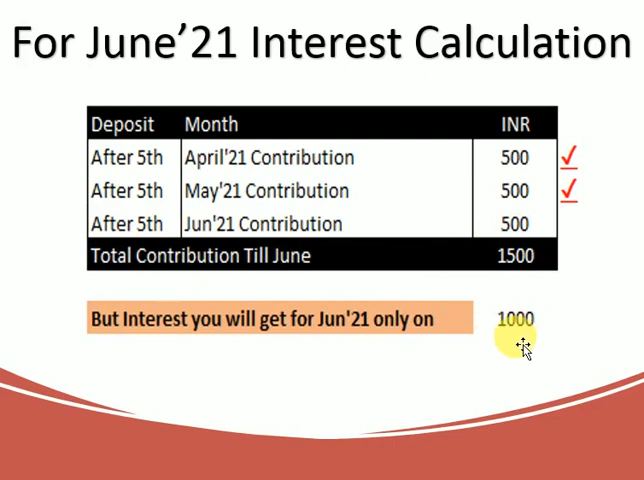 For June’21 Interest Calculation
Deposit Month INR
After 5th April'21 Contribution 500 ✓
After 5th May'21 Contribution 500 ✓
After 5th Jun'21 Contribution 500
Total Contribution Till June 1500
But Interest you will get for Jun'21 only on 1000